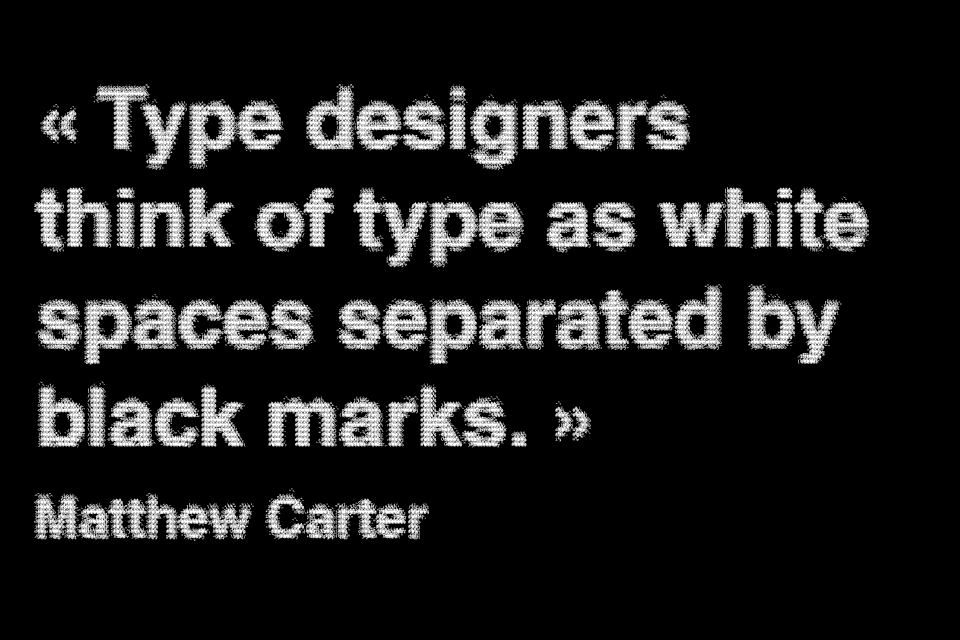 « Type designers
think of type as white
spaces separated by
black marks. »
Matthew Carter